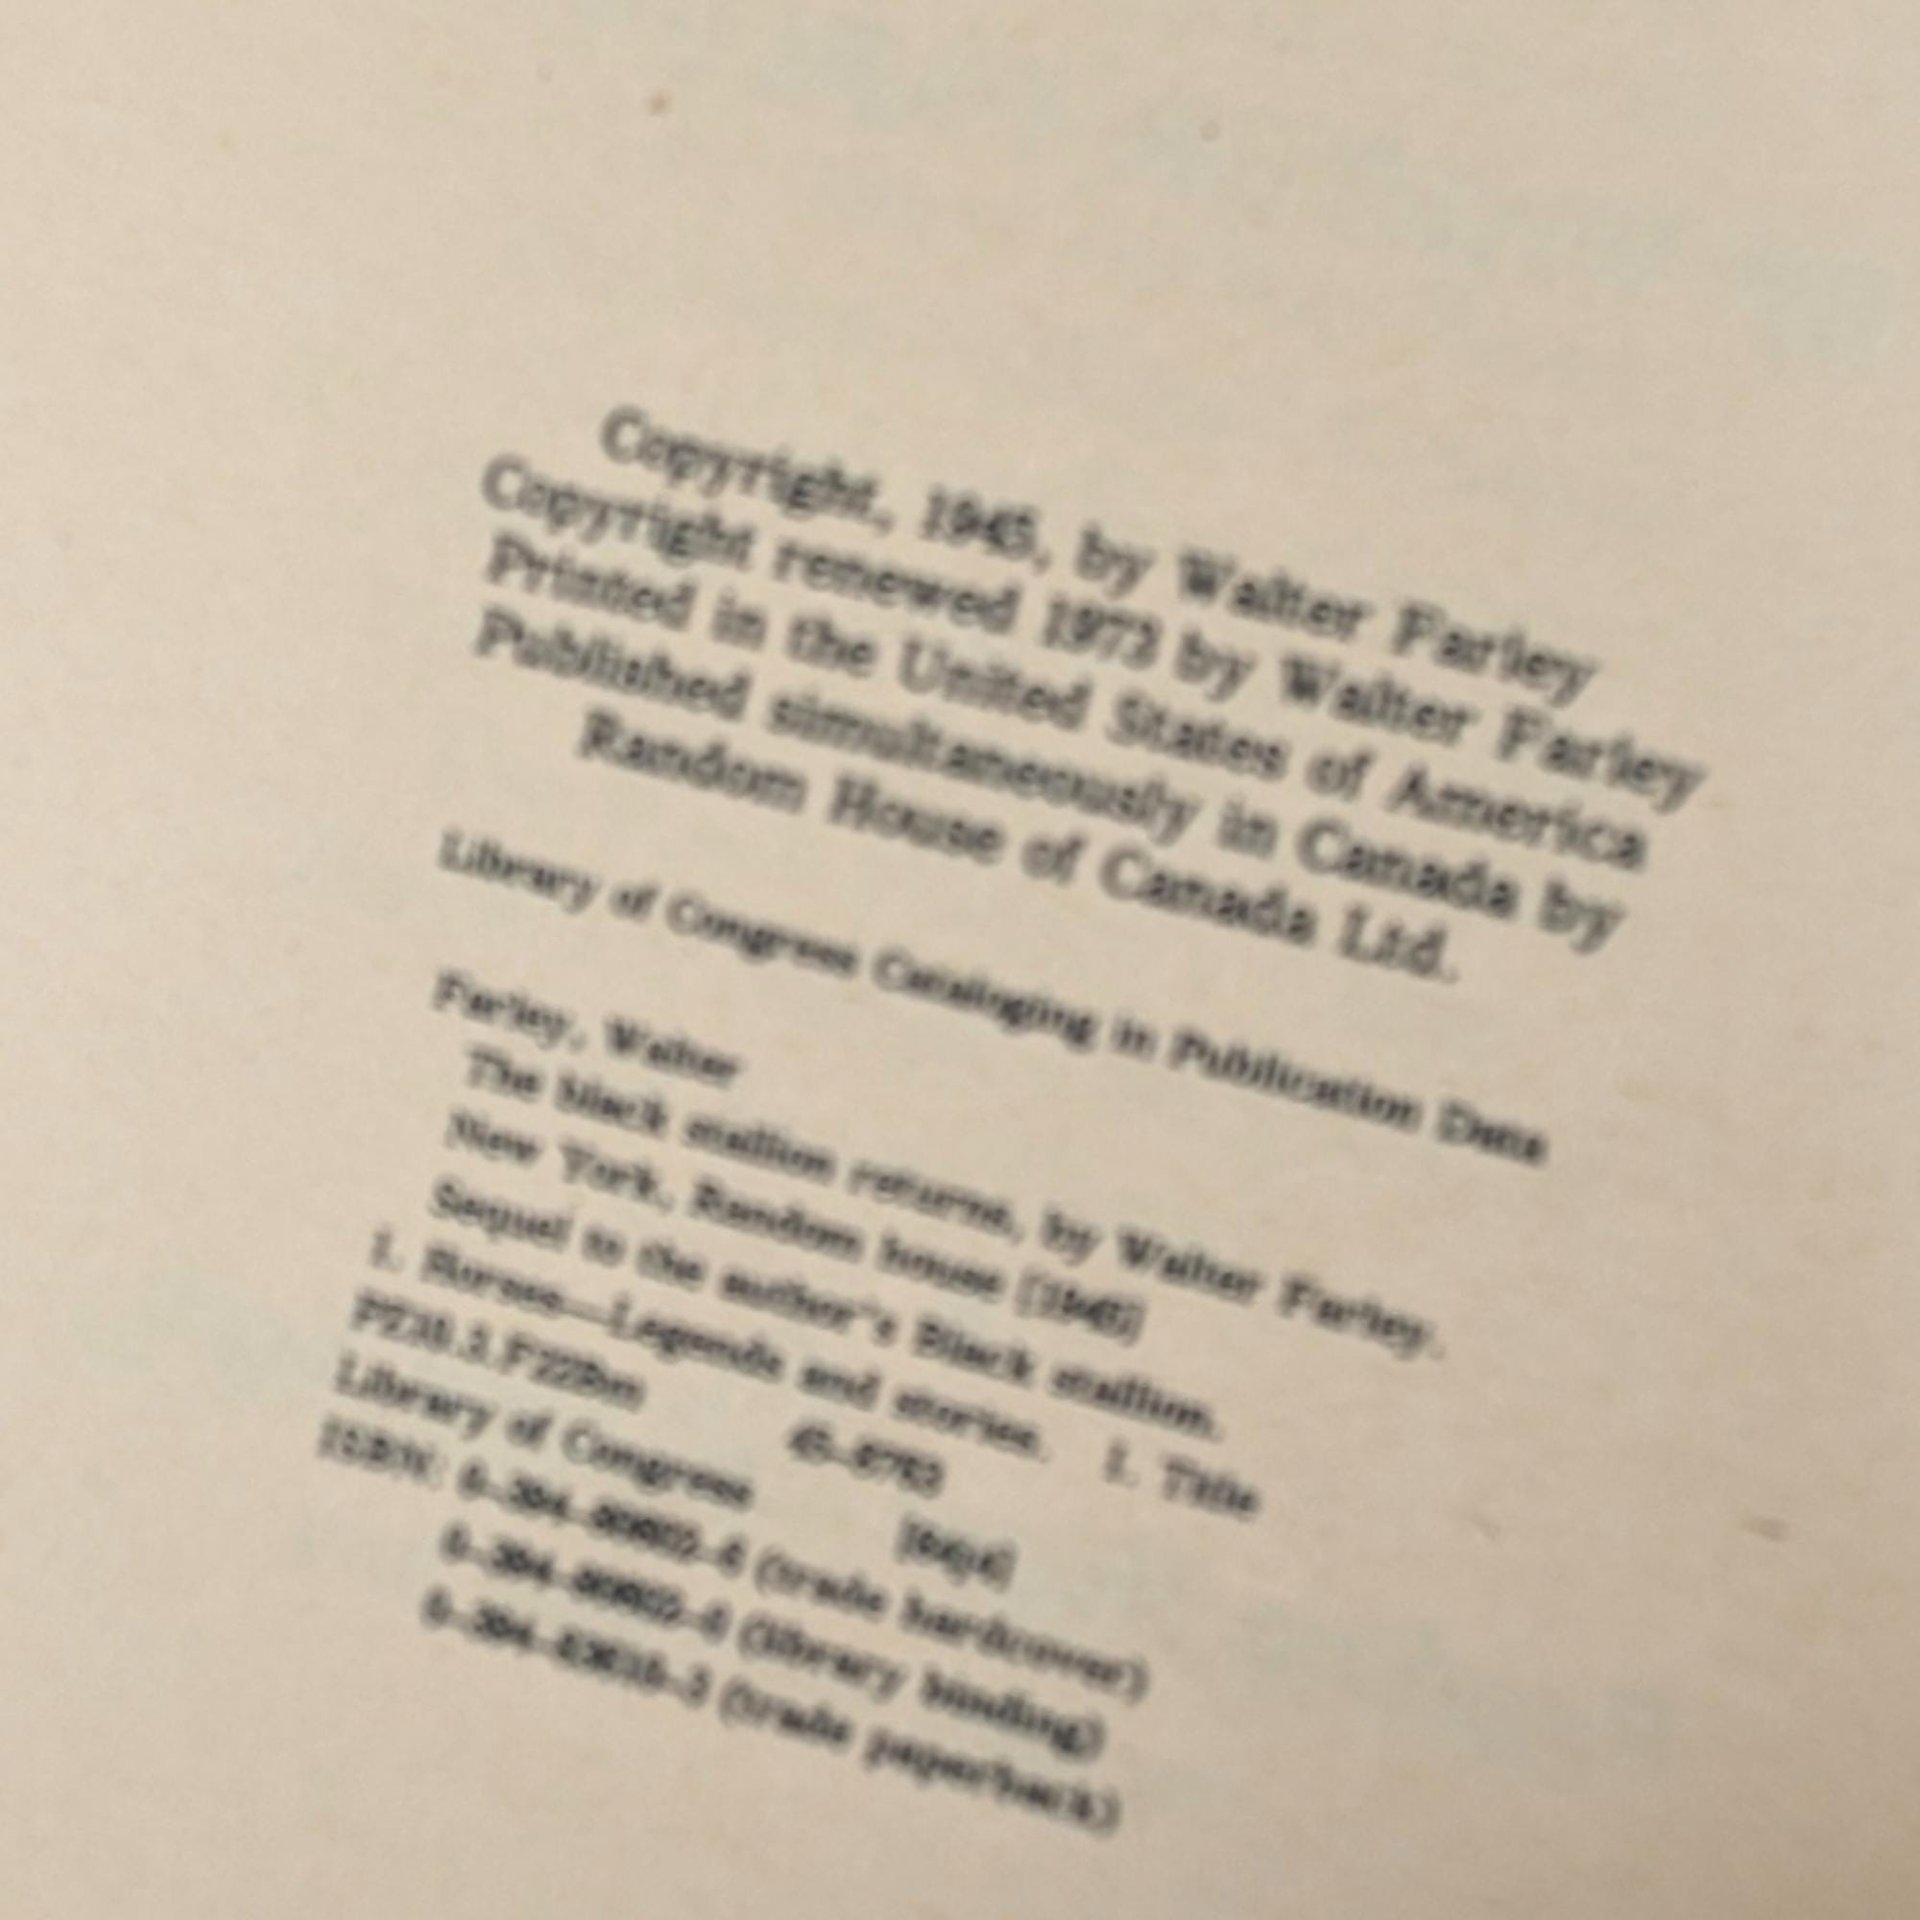 Copyright, 1945, by Walter Farley
Copyright renewed 1973 by Walter Farley
Printed in the United States of America
Published simultaneously in Canada by
Random House of Canada Ltd.
Library of Congress Cataloging in Publication Data
Farley, Walter
The black stallion returns, by Walter Farley.
New York, Random house [1945]
Sequel to the author's Black stallion.
1. Horses—Legends and stories. I. Title
Library of Congress
(trade hardcover)
(library binding)
(trade paperback)